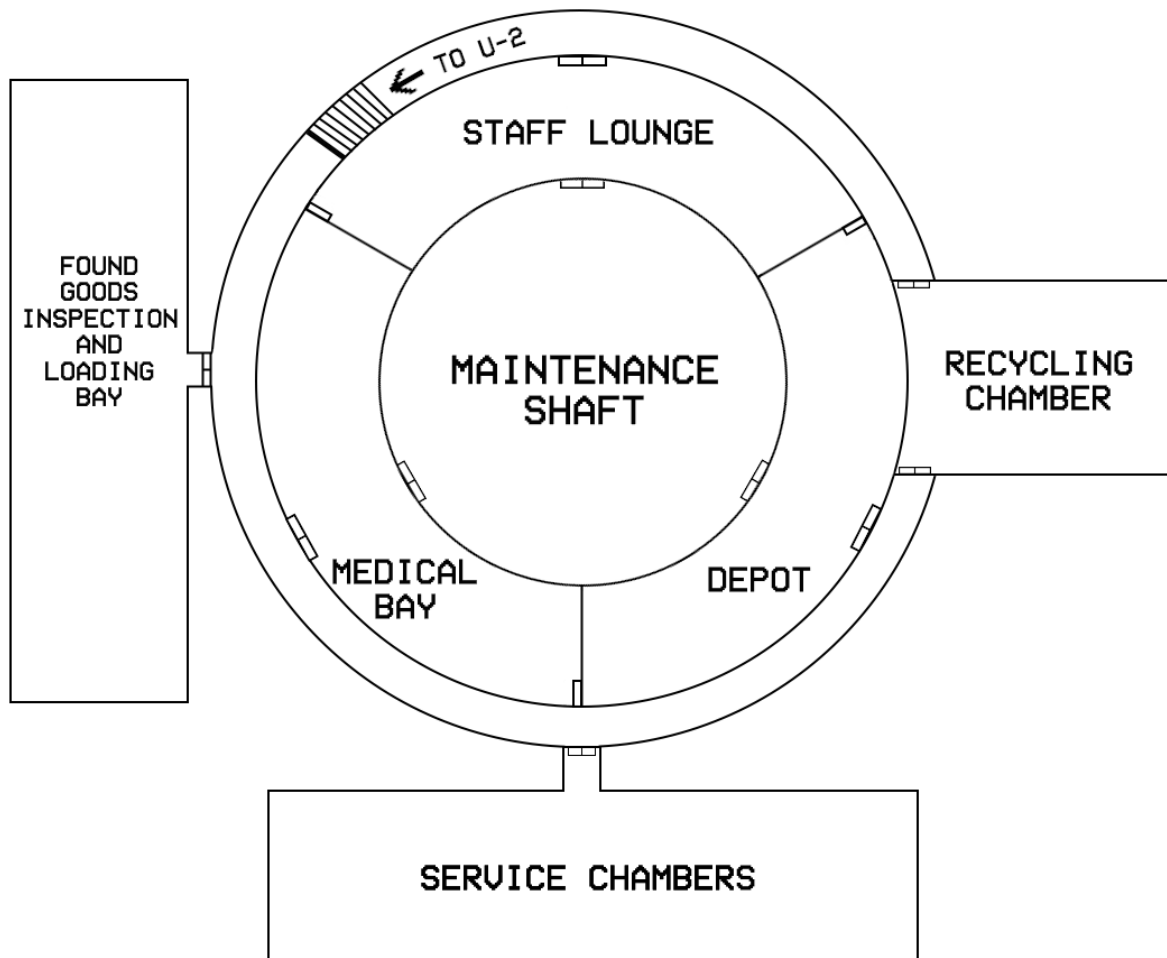 TO U-2
STAFF LOUNGE
FOUND
GOODS
INSPECTION
AND
LOADING
BAY
MAINTENANCE
SHAFT
RECYCLING
CHAMBER
MEDICAL
BAY
DEPOT
SERVICE CHAMBERS